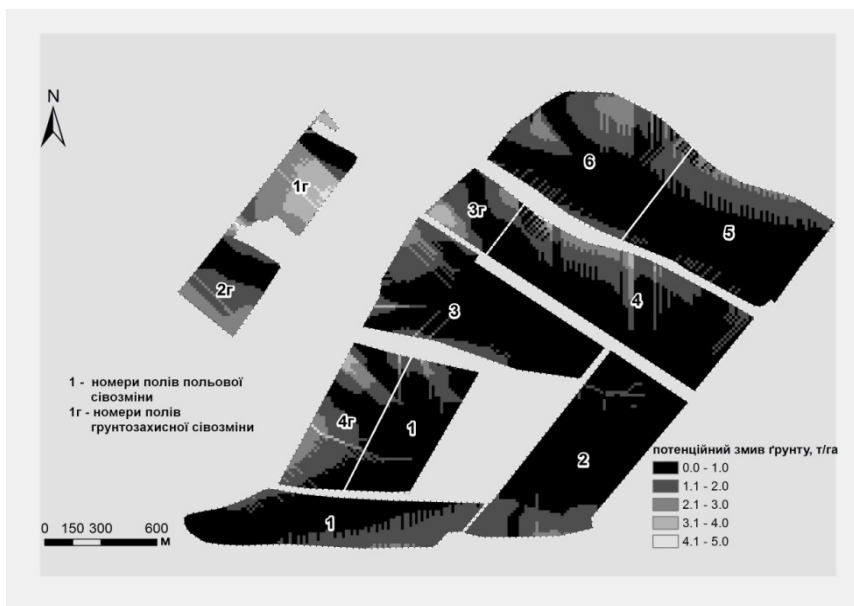 N
6
1г
3г
5
2г
4
3
1 - номери полів польової
сівозміни
1г - номери полів
грунтозахисної сівозміни
4г
1
2
потенційний змив ґрунту, т/га
0.0 - 1.0
1.1 - 2.0
2.1 - 3.0
3.1 - 4.0
4.1 - 5.0
1
0 150 300 600
м